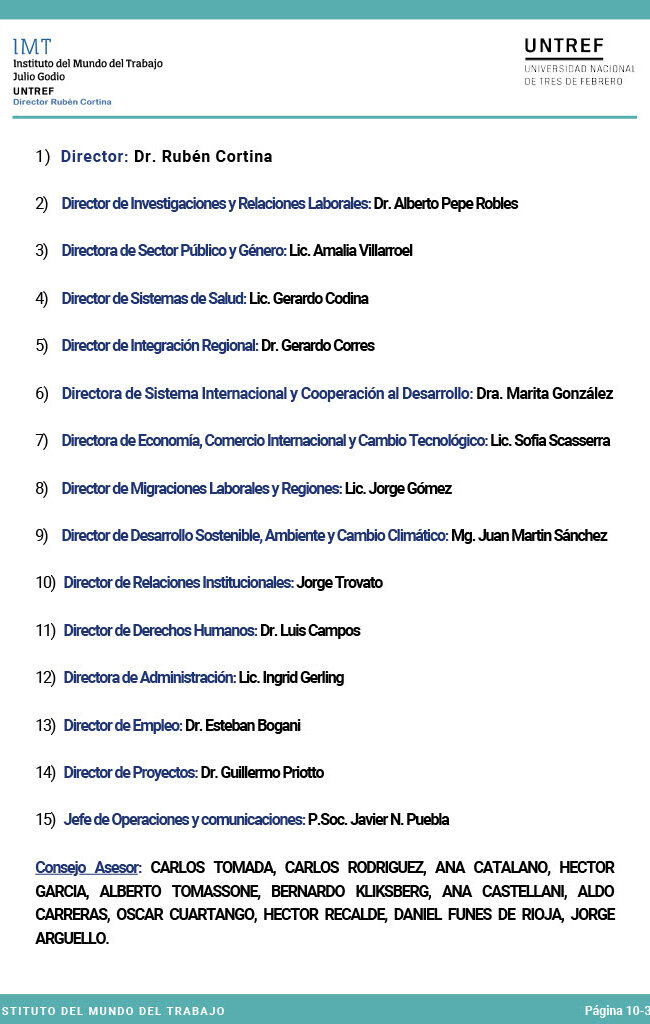 IMT
Instituto del Mundo del Trabajo
Julio Godio
UNTREF
Director Rubén Cortina
UNTREF
UNIVERSIDAD NACIONAL
DE TRES DE FEBRERO
1) Director: Dr. Rubén Cortina
2) Director de Investigaciones y Relaciones Laborales: Dr. Alberto Pepe Robles
3) Directora de Sector Público y Género: Lic. Amalia Villarroel
4) Director de Sistemas de Salud: Lic. Gerardo Codina
5) Director de Integración Regional: Dr. Gerardo Corres
6) Directora de Sistema Internacional y Cooperación al Desarrollo: Dra. Marita González
7) Directora de Economía, Comercio Internacional y Cambio Tecnológico: Lic. Sofia Scasserra
8) Director de Migraciones Laborales y Regiones: Lic. Jorge Gómez
9) Director de Desarrollo Sostenible, Ambiente y Cambio Climático: Mg. Juan Martin Sánchez
10) Director de Relaciones Institucionales: Jorge Trovato
11) Director de Derechos Humanos: Dr. Luis Campos
12) Directora de Administración: Lic. Ingrid Gerling
13) Director de Empleo: Dr. Esteban Bogani
14) Director de Proyectos: Dr. Guillermo Priotto
15) Jefe de Operaciones y comunicaciones: P.Soc. Javier N. Puebla
Consejo Asesor: CARLOS TOMADA, CARLOS RODRIGUEZ, ANA CATALANO, HECTOR
GARCIA, ALBERTO TOMASSONE, BERNARDO KLIKSBERG, ANA CASTELLANI, ALDO
CARRERAS, OSCAR CUARTANGO, HECTOR RECALDE, DANIEL FUNES DE RIOJA, JORGE
ARGUELLO.
STITUTO DEL MUNDO DEL TRABAJO
Página 10-3